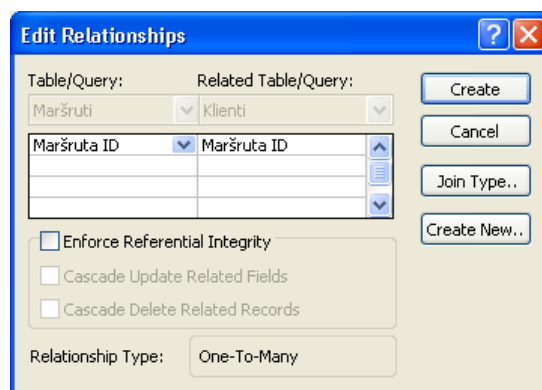 Edit Relationships
Table/Query: Related Table/Query:
Maršruti Klienti
Maršruta ID Maršruta ID
Create
Cancel
Join Type..
Create New..
Enforce Referential Integrity
Cascade Update Related Fields
Cascade Delete Related Records
Relationship Type: One-To-Many